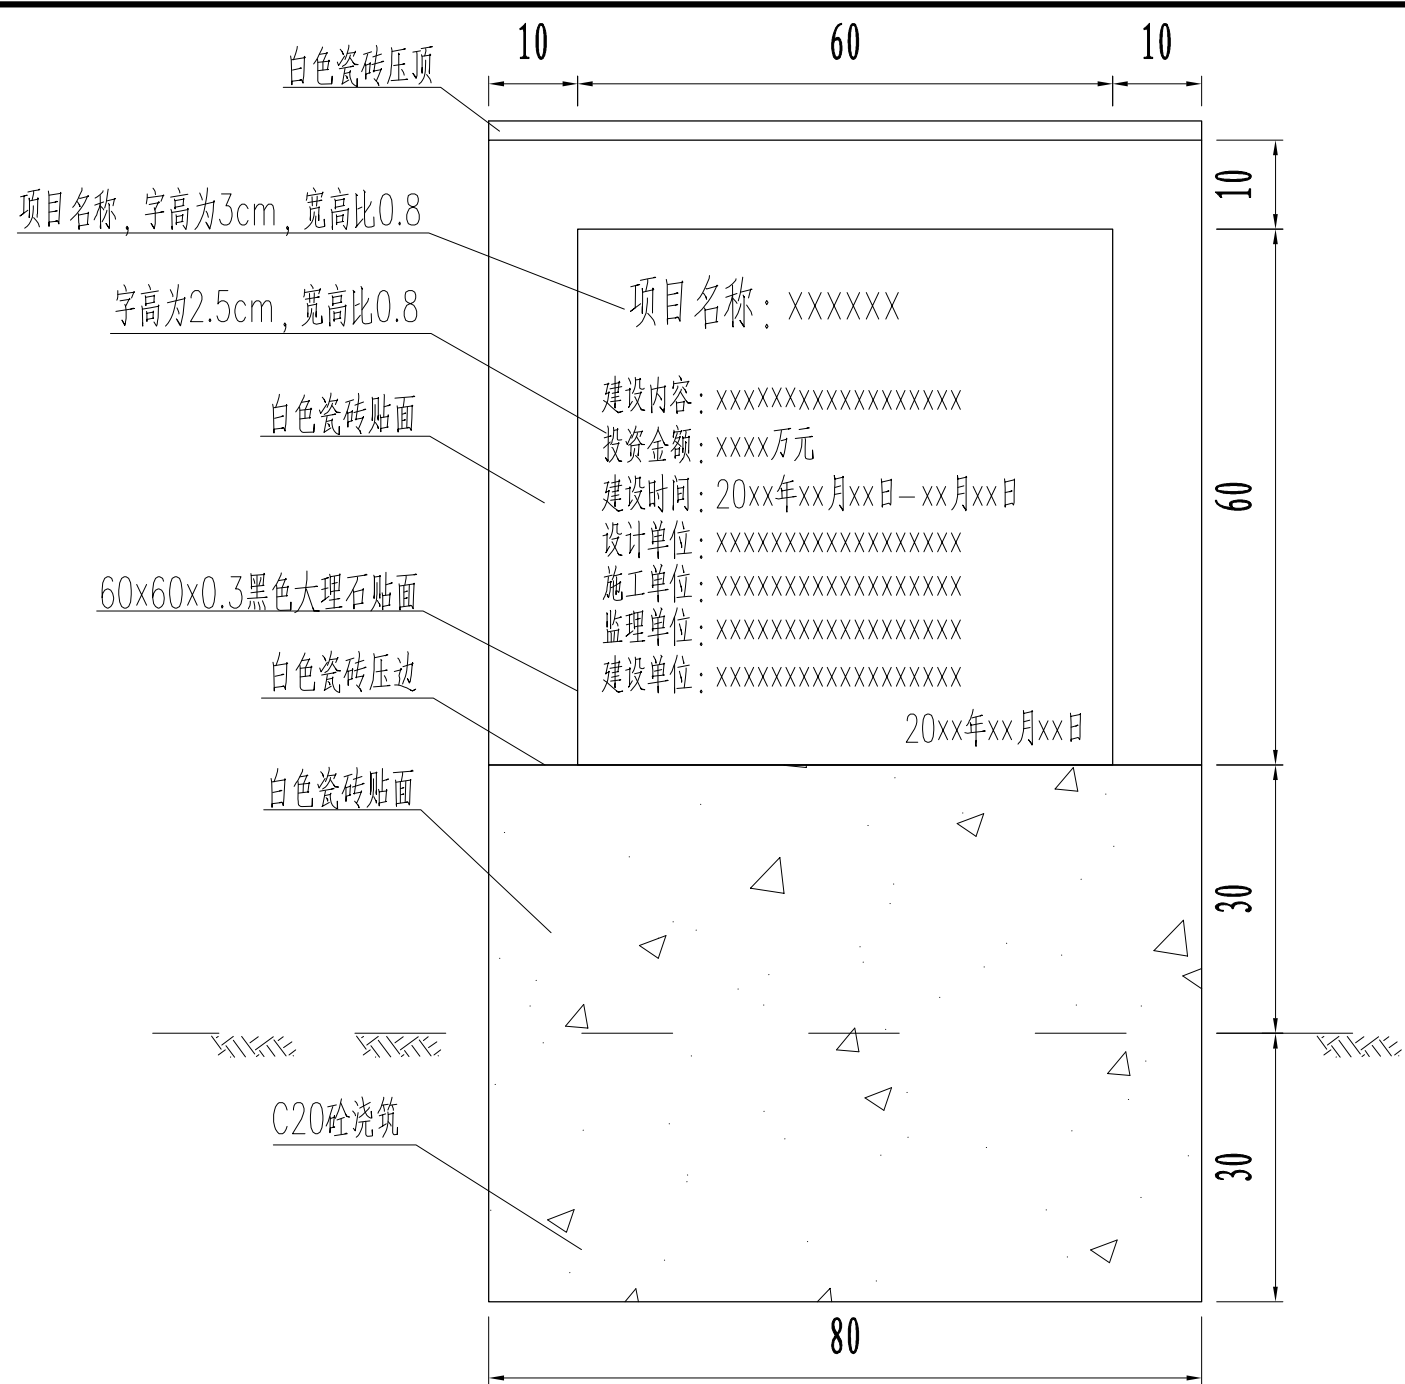 10 60 10
白色瓷砖压顶
10
项目名称,字高为3cm,宽高比0.8
字高为2.5cm,宽高比0.8
项目名称: XXXXXX
白色瓷砖贴面
建设内容: xxxxxxxxxxxxxxxxxx
投资金额: xxxx万元
建设时间: 20xx年xx月xx日-xx月xx日
60
设计单位: xxxxxxxxxxxxxxxxxx
60x60x0.3黑色大理石贴面
施工单位: xxxxxxxxxxxxxxxxxx
监理单位: xxxxxxxxxxxxxxxxxx
白色瓷砖压边
建设单位: xxxxxxxxxxxxxxxxxx
20xx年xx月xx日
白色瓷砖贴面
30
C20砼浇筑
30
80